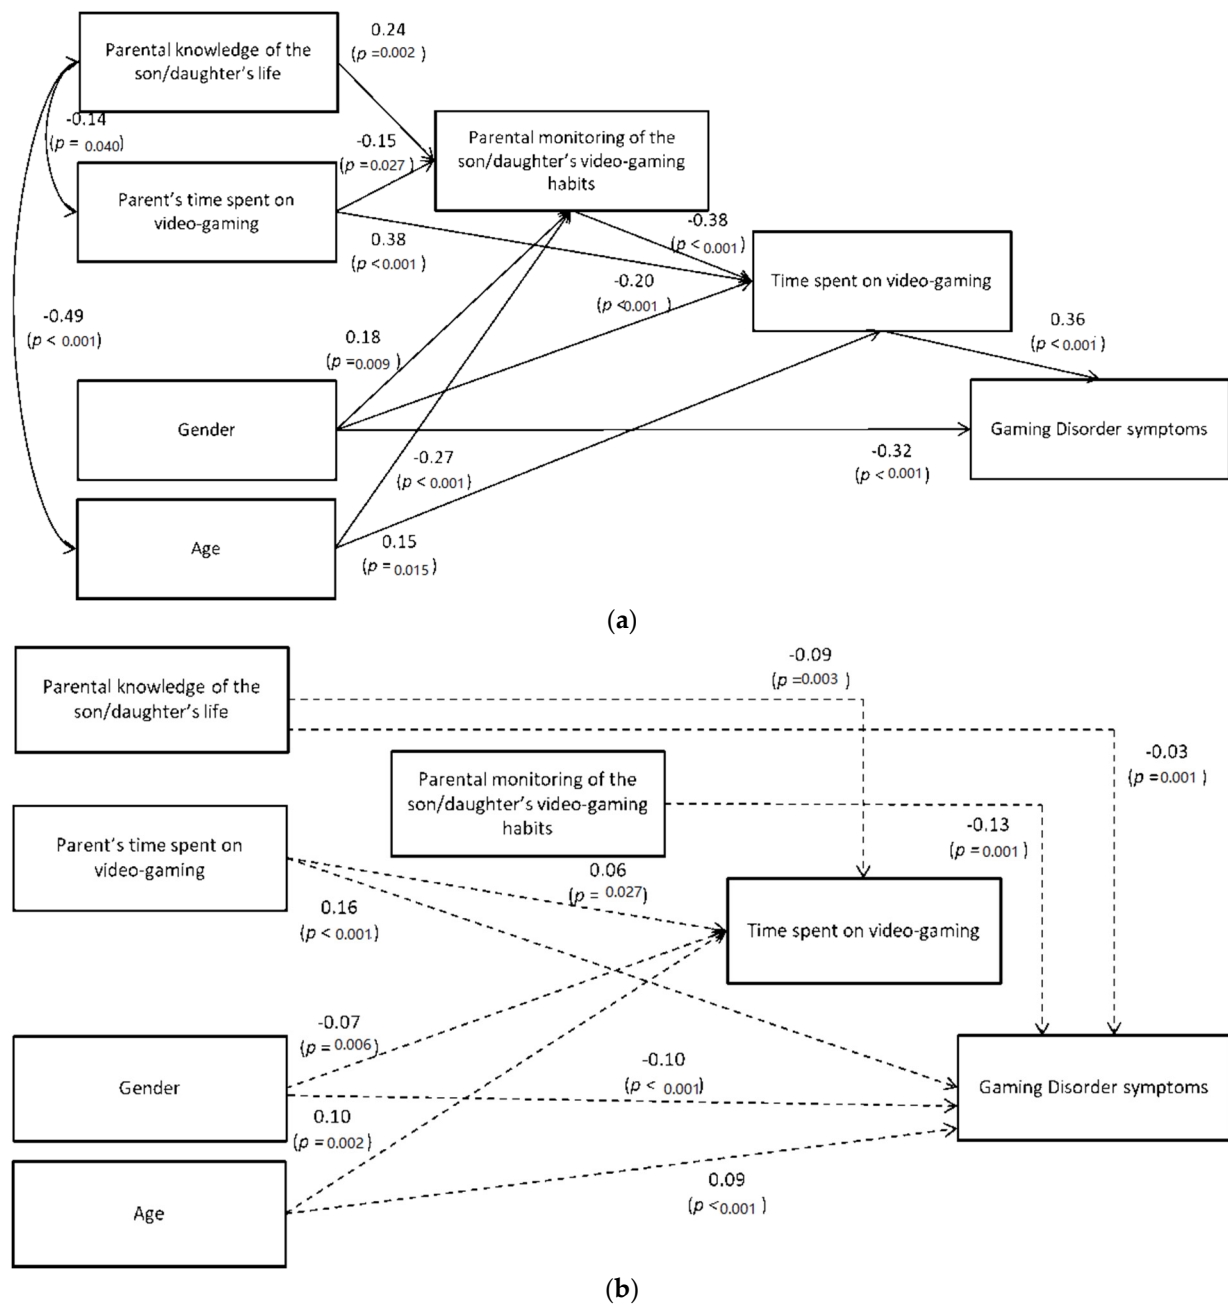 Parental knowledge of the
son/daughter's life
0.24
(p =0.002 )
-0.14
(p = 0.040)
Parental monitoring of the
son/daughter's video-gaming
habits
-0.15
(p =0.027)
Parent's time spent on
video-gaming
0.38
(p <0.001)
-0.38
(p < 0.001)
-0.20
(p <0.001)
Time spent on video-gaming
-0.49
(p < 0.001)
0.18
(p =0.009 )
0.36
(p < 0.001)
Gender
Gaming Disorder symptoms
-0.27
(p < 0.001)
-0.32
(p < 0.001)
Age
0.15
(p = 0.015)
(a)
Parental knowledge of the
son/daughter's life
-0.09
(p =0.003 )
-0.03
(p =0.001 )
Parental monitoring of the
son/daughter's video-gaming
habits
-0.13
(p =0.001 )
Parent's time spent on
video-gaming
0.06
(p = 0.027)
0.16
(p < 0.001)
Time spent on video-gaming
-0.07
(p = 0.006 )
Gender
-0.10
(p < 0.001)
Gaming Disorder symptoms
0.10
(p = 0.002 )
Age
0.09
(p <0.001 )
(b)